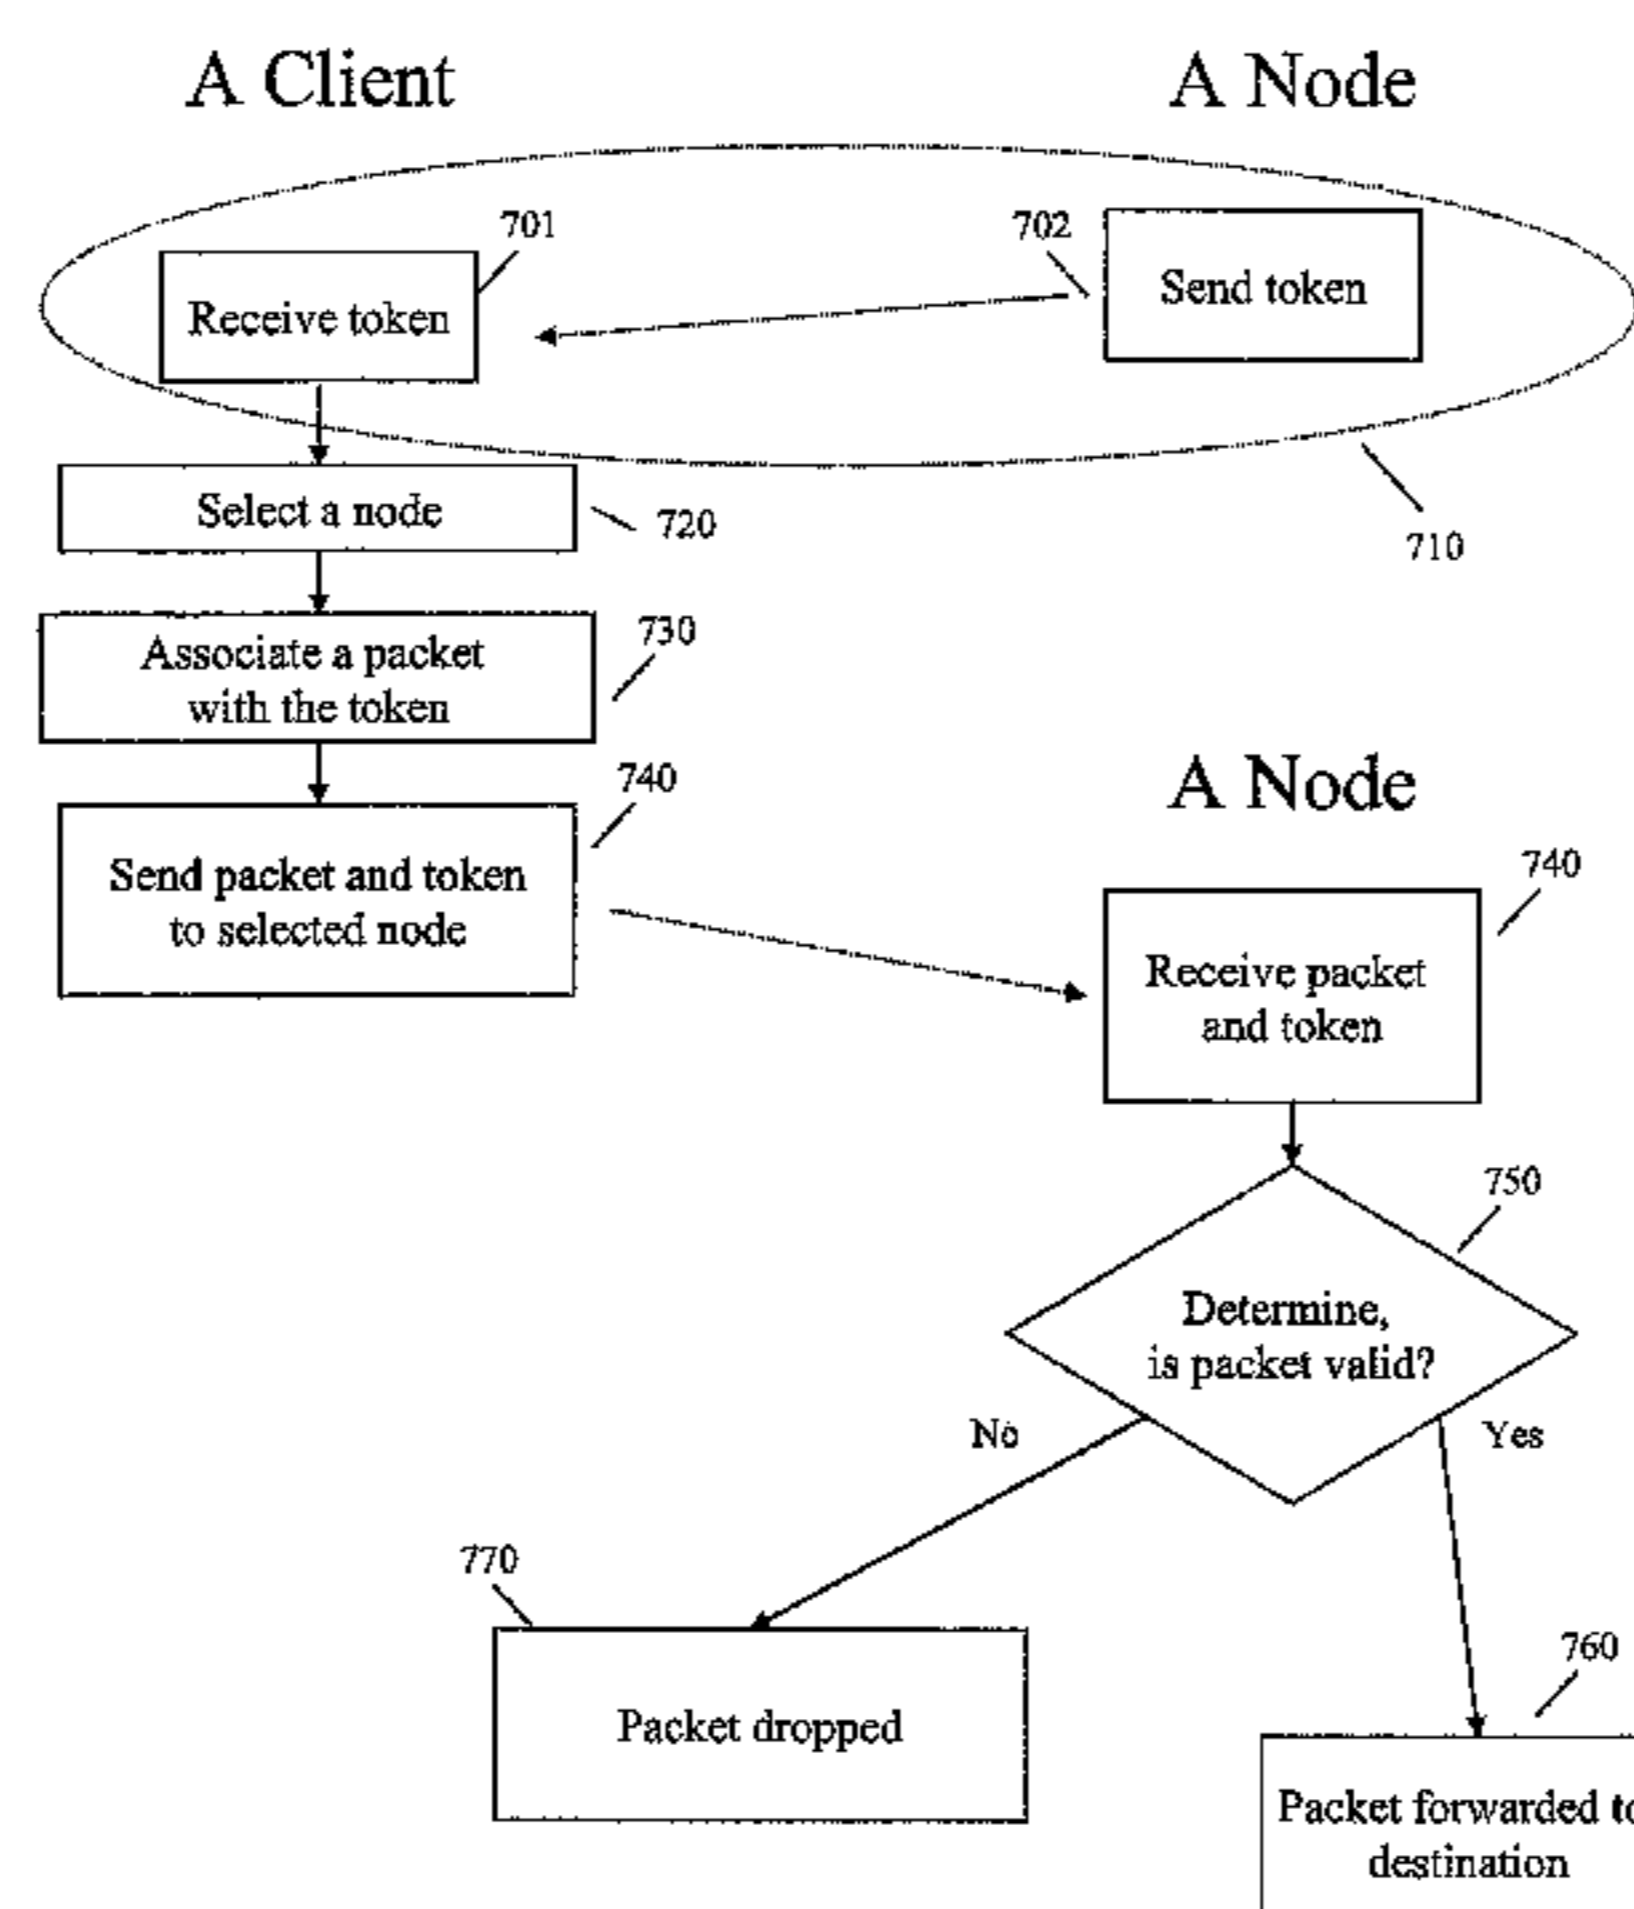 A Client
A Node
701
702
Receive token
Send token
Select a node
720
710
Associate a packet
with the token
730
740
Send packet and token
to selected node
A Node
740
Receive packet
and token
750
Determine,
is packet valid?
No
Yes
770
Packet dropped
760
Packet forwarded to
destination